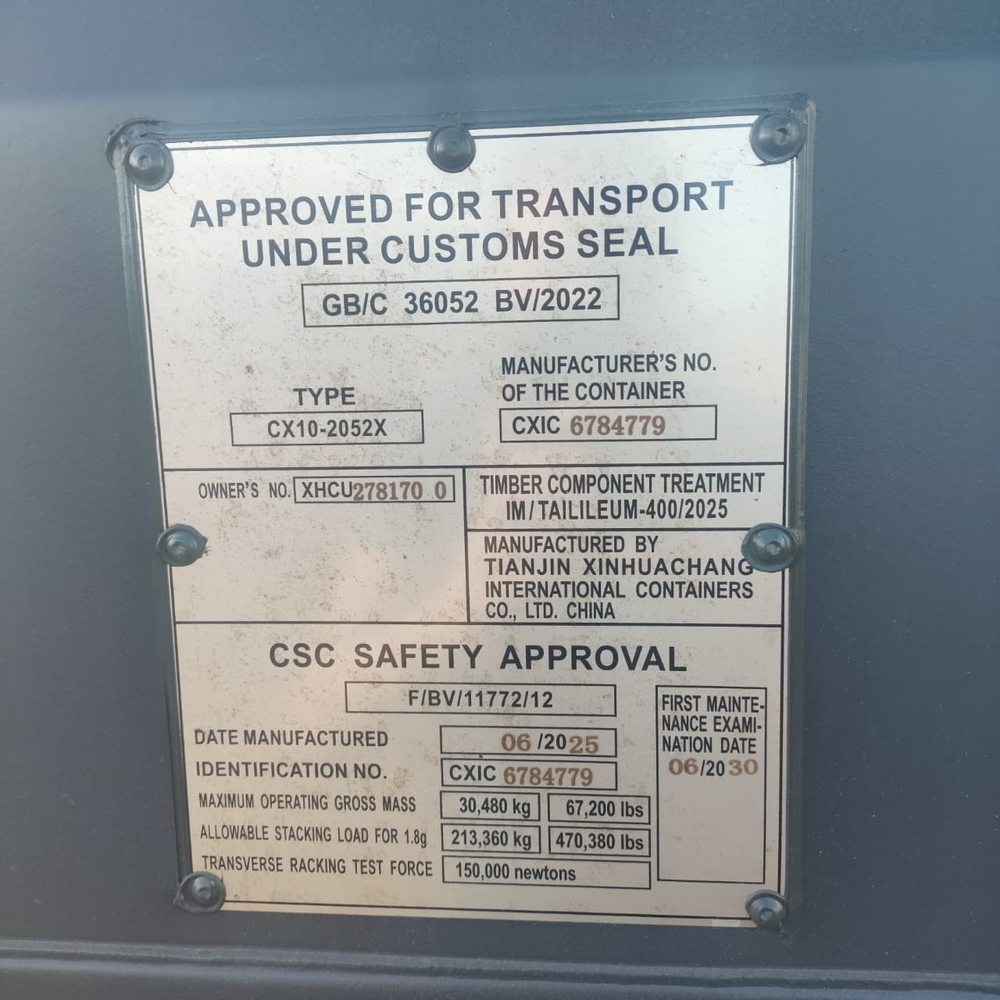 APPROVED FOR TRANSPORT
UNDER CUSTOMS SEAL
GB/C 36052 BV/2022
TYPE
CX10-2052X
MANUFACTURER'S NO.
OF THE CONTAINER
CXIC 6784779
OWNER'S NO. XHCU278170 0
TIMBER COMPONENT TREATMENT
IM/TAILILEUM-400/2025
MANUFACTURED BY
TIANJIN XINHUACHANG
INTERNATIONAL CONTAINERS
CO., LTD. CHINA
CSC SAFETY APPROVAL
F/BV/11772/12
DATE MANUFACTURED 06/2025
IDENTIFICATION NO. CXIC 6784779
MAXIMUM OPERATING GROSS MASS 30,480 kg 67,200 lbs
ALLOWABLE STACKING LOAD FOR 1.8g 213,360 kg 470,380 lbs
TRANSVERSE RACKING TEST FORCE 150,000 newtons
FIRST MAINTE-
NANCE EXAMI-
NATION DATE
06/2030